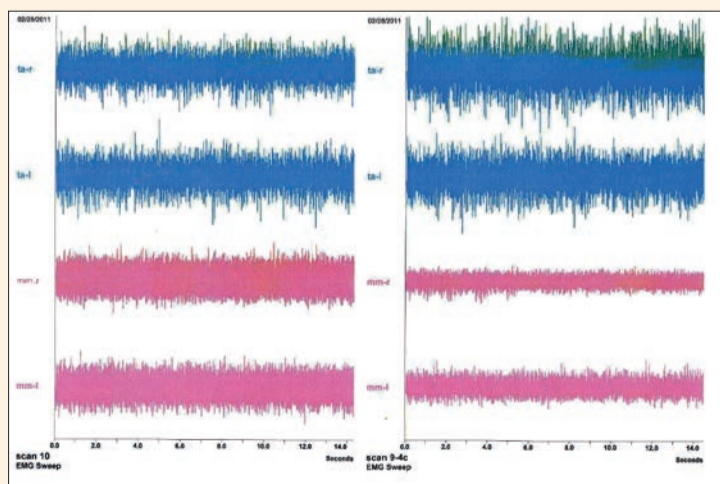 02/28/2011
ta-r
ta-l
mm-r
mm-l
0.0 2.0 4.0 6.0 8.0 10.0 12.0 14.0
scan 10
Seconds
EMG Sweep
03/28/2011
ta-r
ta-l
mm-r
mm-l
0.0 2.0 4.0 6.0 8.0 10.0 12.0 14.0
scan 9-4c
Seconds
EMG Sweep